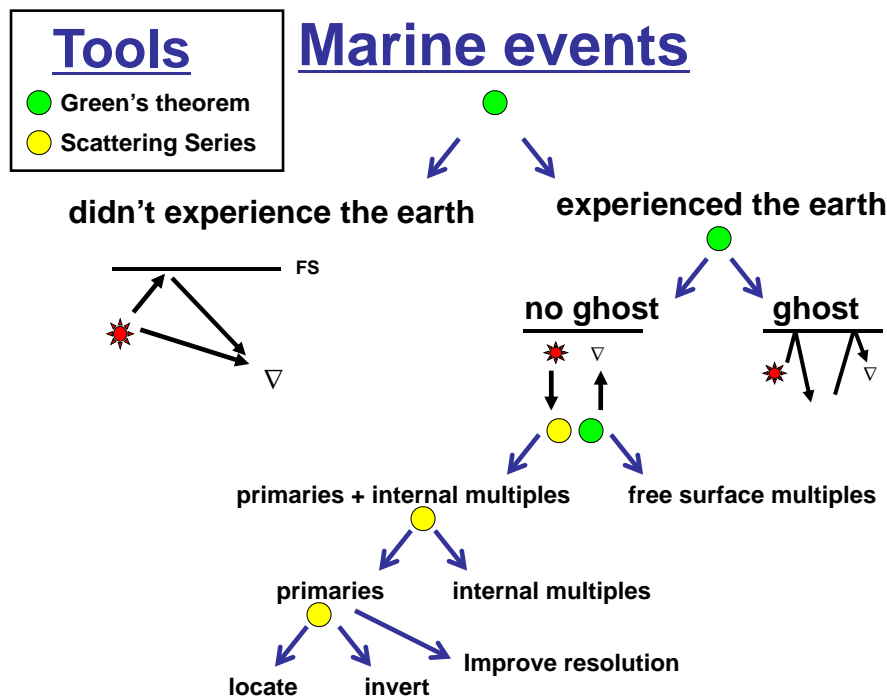 Tools
Green's theorem
Scattering Series
Marine events
didn't experience the earth
experienced the earth
FS
no ghost
ghost
∇
∇
∇
primaries + internal multiples
free surface multiples
primaries
internal multiples
locate
invert
Improve resolution